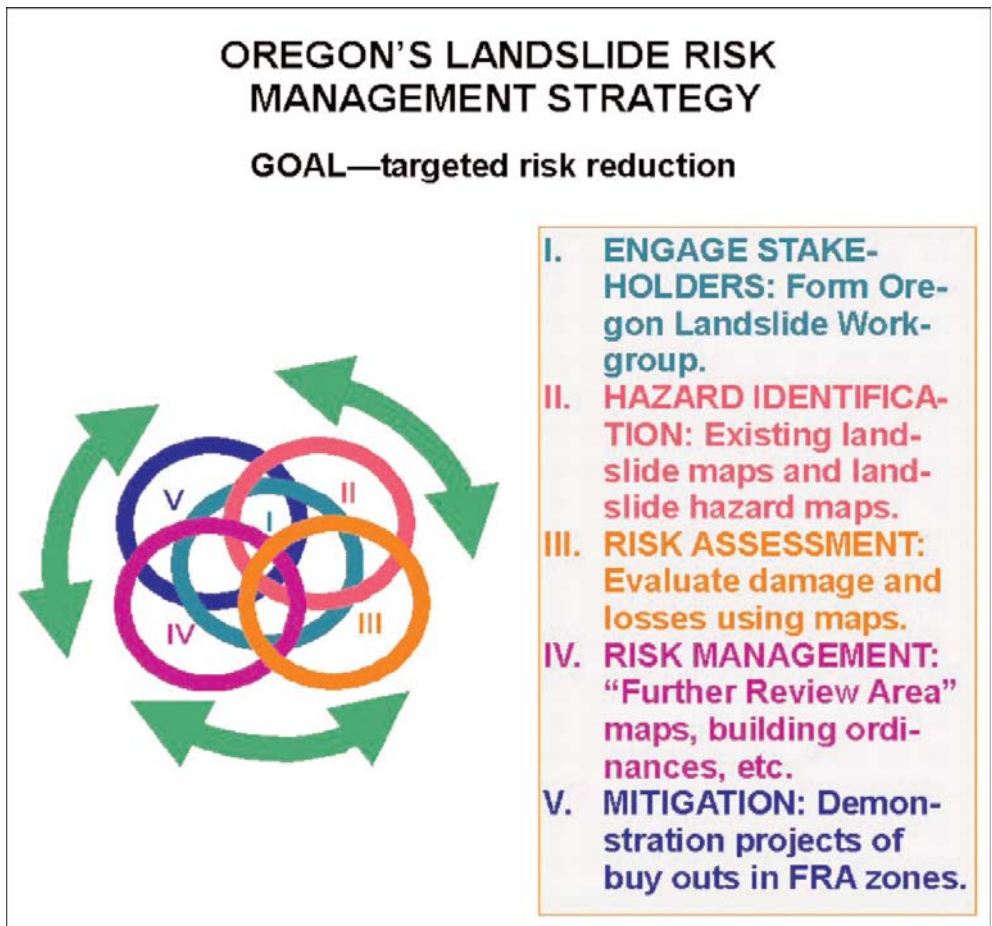 OREGON'S LANDSLIDE RISK
MANAGEMENT STRATEGY
GOAL—targeted risk reduction
I. ENGAGE STAKE-
HOLDERS: Form Ore-
gon Landslide Work-
group.
II. HAZARD IDENTIFICA-
TION: Existing land-
slide maps and land-
slide hazard maps.
III. RISK ASSESSMENT:
Evaluate damage and
losses using maps.
IV. RISK MANAGEMENT:
“Further Review Area”
maps, building ordi-
nances, etc.
V. MITIGATION: Demon-
stration projects of
buy outs in FRA zones.
V
II
I
IV
III